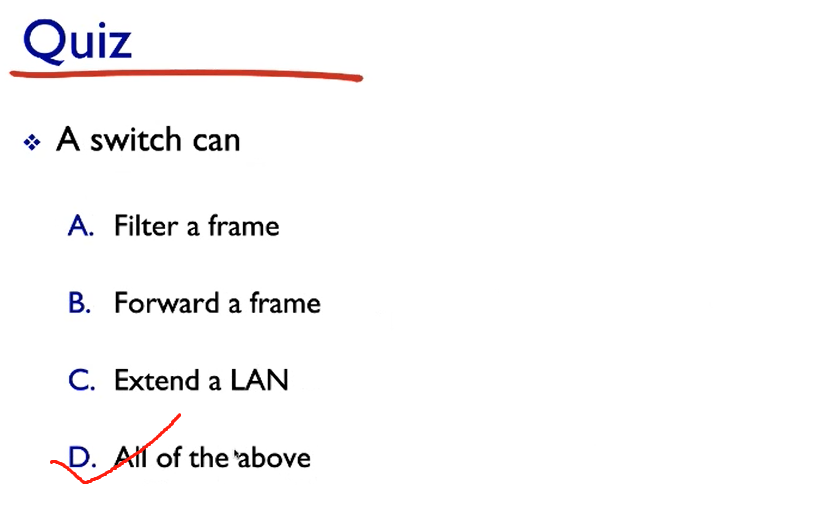 Quiz
❖ A switch can
A. Filter a frame
B. Forward a frame
C. Extend a LAN
D. All of the above